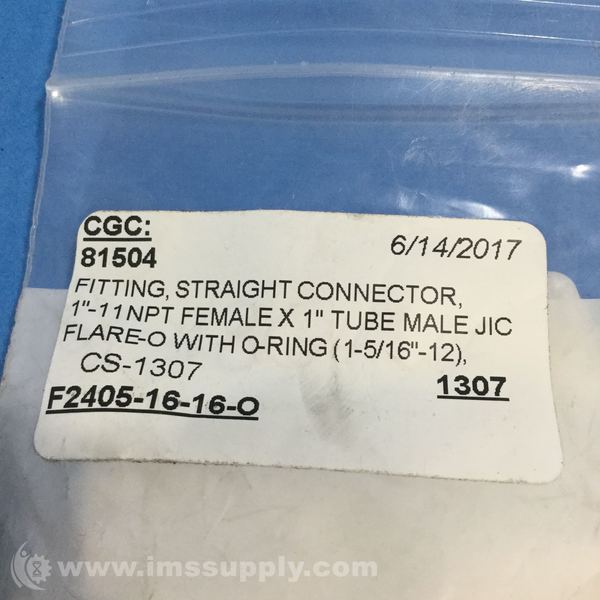 CGC:
6/14/2017
81504
FITTING, STRAIGHT CONNECTOR,
1"-11NPT FEMALE X 1" TUBE MALE JIC
FLARE-O WITH O-RING (1-5/16"-12),
CS-1307
1307
F2405-16-16-O
www.imssupply.com